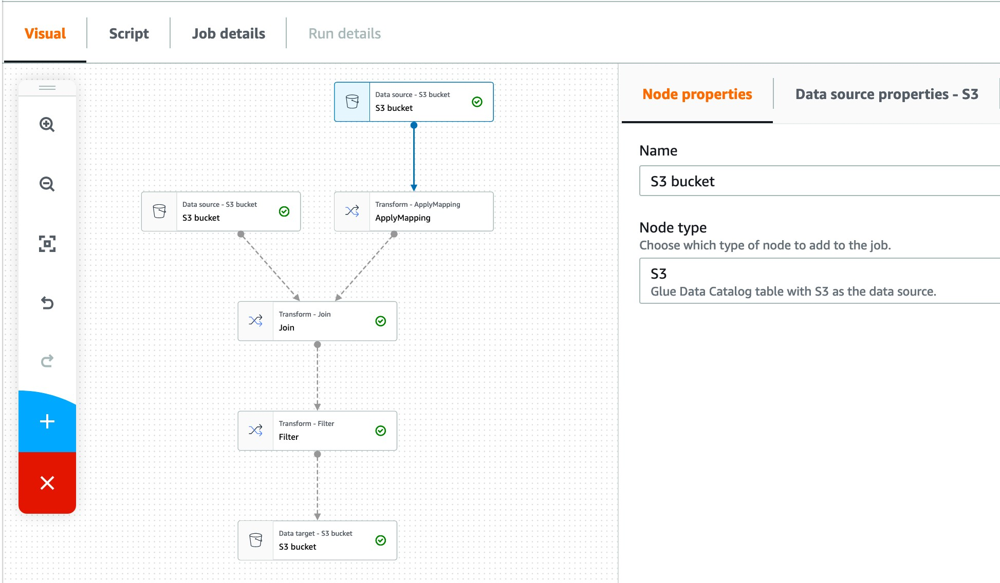 Visual
Script
Job details
Run details
Data source - S3 bucket
S3 bucket
Data source - S3 bucket
S3 bucket
Transform - ApplyMapping
ApplyMapping
Transform - Join
Join
Transform - Filter
Filter
Data target - S3 bucket
S3 bucket
Node properties
Data source properties - S3
Name
S3 bucket
Node type
Choose which type of node to add to the job.
S3
Glue Data Catalog table with S3 as the data source.